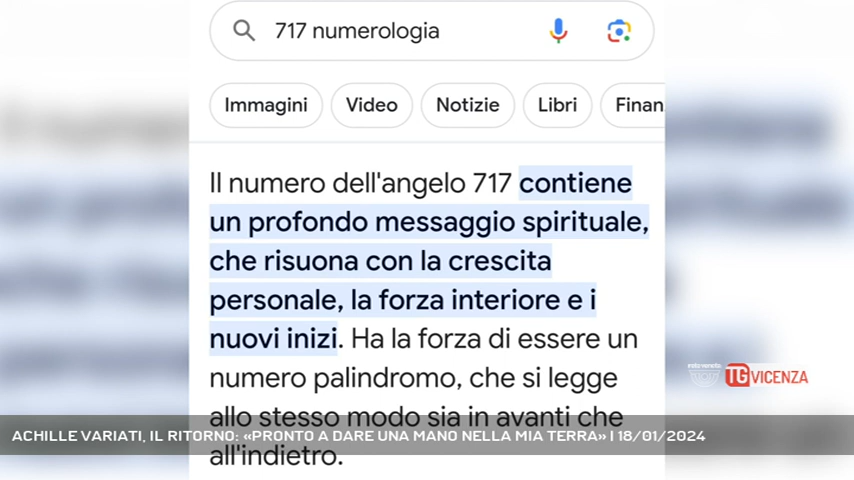 717 numerologia
Immagini Video Notizie Libri Finan
Il numero dell'angelo 717 contiene
un profondo messaggio spirituale,
che risuona con la crescita
personale, la forza interiore e i
nuovi inizi. Ha la forza di essere un
numero palindromo, che si legge
allo stesso modo sia in avanti che
all'indietro.
TG VICENZA
ACHILLE VARIATI, IL RITORNO: «PRONTO A DARE UNA MANO NELLA MIA TERRA» | 18/01/2024